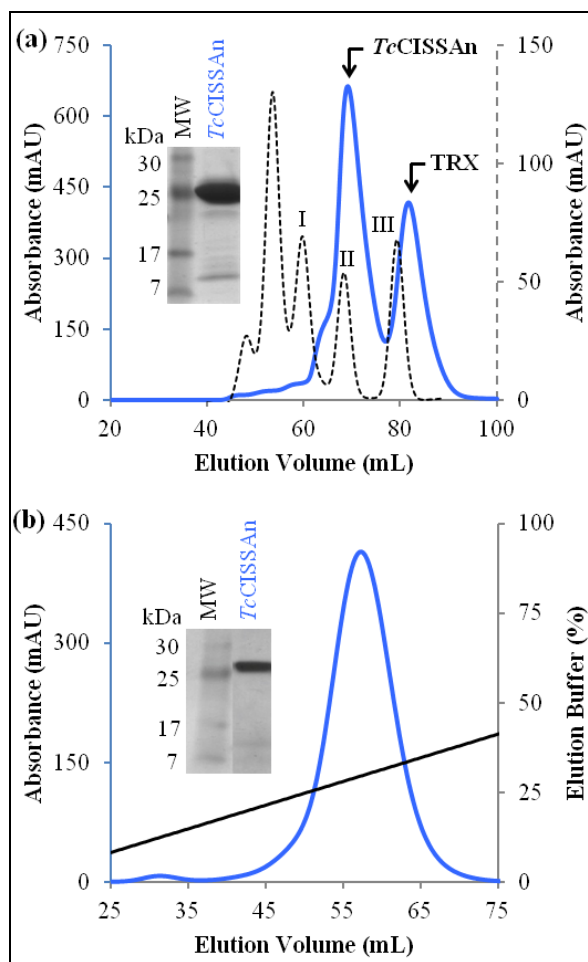 (a)
750
600
450
300
150
0
Absorbance (mAU)
150
100
50
0
Absorbance (mAU)
TcCISSAn
TRX
I
II
III
kDa
MW
TcCISSAn
30
25
17
7
20 40 60 80 100
Elution Volume (mL)
(b)
450
300
150
0
Absorbance (mAU)
100
75
50
25
0
Elution Buffer (%)
kDa
MW
TcCISSAn
30
25
17
7
25 35 45 55 65 75
Elution Volume (mL)